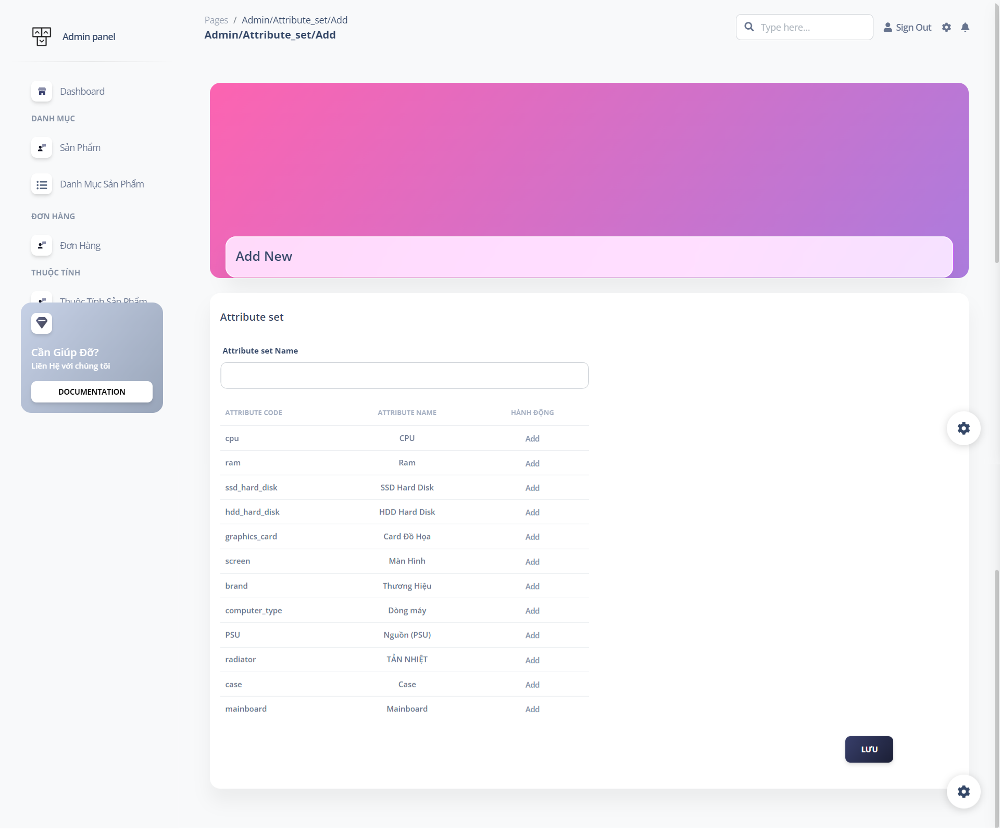 Admin panel
Dashboard
DANH MỤC
Sản Phẩm
Danh Mục Sản Phẩm
ĐƠN HÀNG
Đơn Hàng
THUỘC TÍNH
Thuộc Tính Sản Phẩm
Cần Giúp Đỡ?
Liên Hệ với chúng tôi
DOCUMENTATION
Pages / Admin/Attribute_set/Add
Admin/Attribute_set/Add
Type here...
Sign Out
Add New
Attribute set
Attribute set Name
ATTRIBUTE CODE ATTRIBUTE NAME HÀNH ĐỘNG
cpu CPU Add
ram Ram Add
ssd_hard_disk SSD Hard Disk Add
hdd_hard_disk HDD Hard Disk Add
graphics_card Card Đồ Họa Add
screen Màn Hình Add
brand Thương Hiệu Add
computer_type Dòng máy Add
PSU Nguồn (PSU) Add
radiator TẢN NHIỆT Add
case Case Add
mainboard Mainboard Add
LƯU